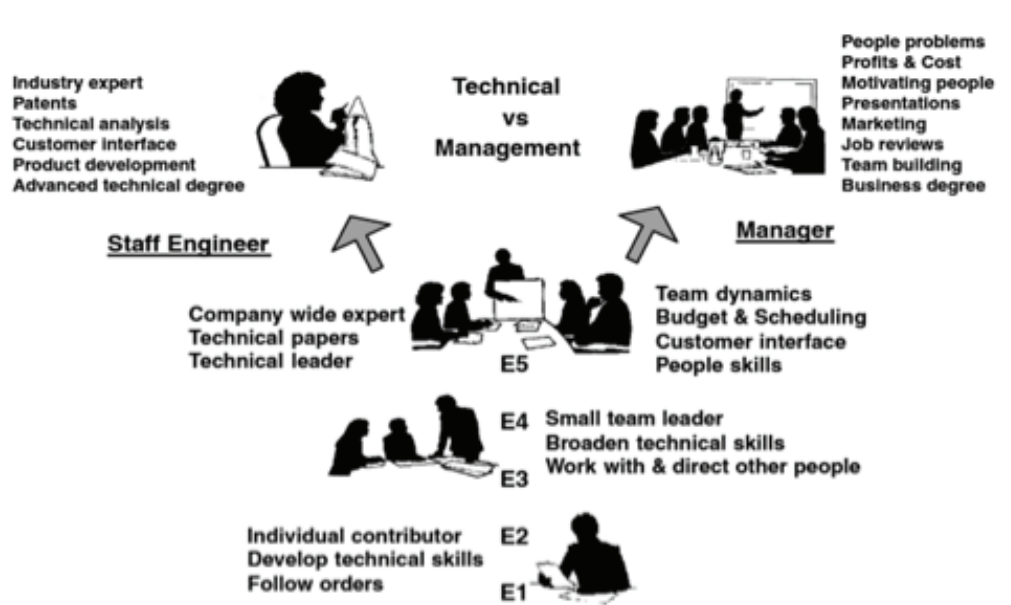 Industry expert
Patents
Technical analysis
Customer interface
Product development
Advanced technical degree
Technical
vs
Management
People problems
Profits & Cost
Motivating people
Presentations
Marketing
Job reviews
Team building
Business degree
Staff Engineer
Manager
Company wide expert
Technical papers
Technical leader
E5
Team dynamics
Budget & Scheduling
Customer interface
People skills
E4
E3
Small team leader
Broaden technical skills
Work with & direct other people
Individual contributor
Develop technical skills
Follow orders
E2
E1